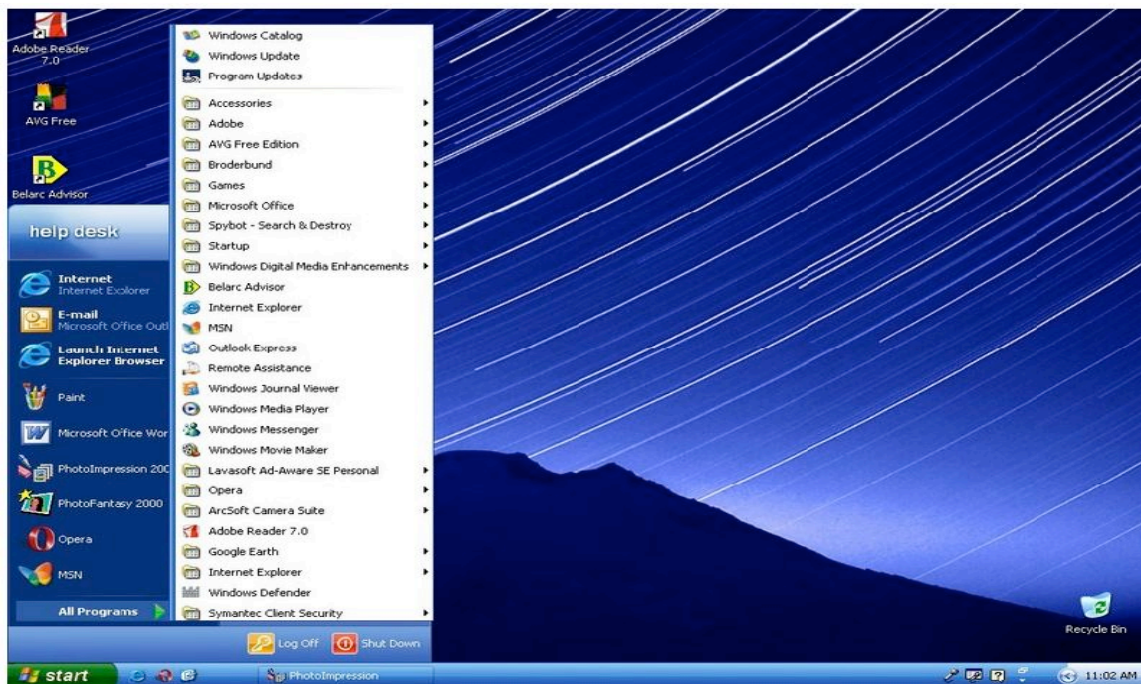 Adobe Reader
7.0
AVG Free
Belarc Advisor
help desk
Internet
Internet Explorer
E-mail
Microsoft Office Outl
Launch Internet
Explorer Browser
Paint
Microsoft Office Wor
PhotoImpression 200
PhotoFantasy 2000
Opera
MSN
All Programs
Windows Catalog
Windows Update
Program Updates
Accessories
Adobe
AVG Free Edition
Broderbund
Games
Microsoft Office
Spybot - Search & Destroy
Startup
Windows Digital Media Enhancements
Belarc Advisor
Internet Explorer
MSN
Outlook Express
Remote Assistance
Windows Journal Viewer
Windows Media Player
Windows Messenger
Windows Movie Maker
Lavasoft Ad-Aware SE Personal
Opera
ArcSoft Camera Suite
Adobe Reader 7.0
Google Earth
Internet Explorer
Windows Defender
Symantec Client Security
Log Off
Shut Down
Recycle Bin
start
PhotoImpression
11:02 AM